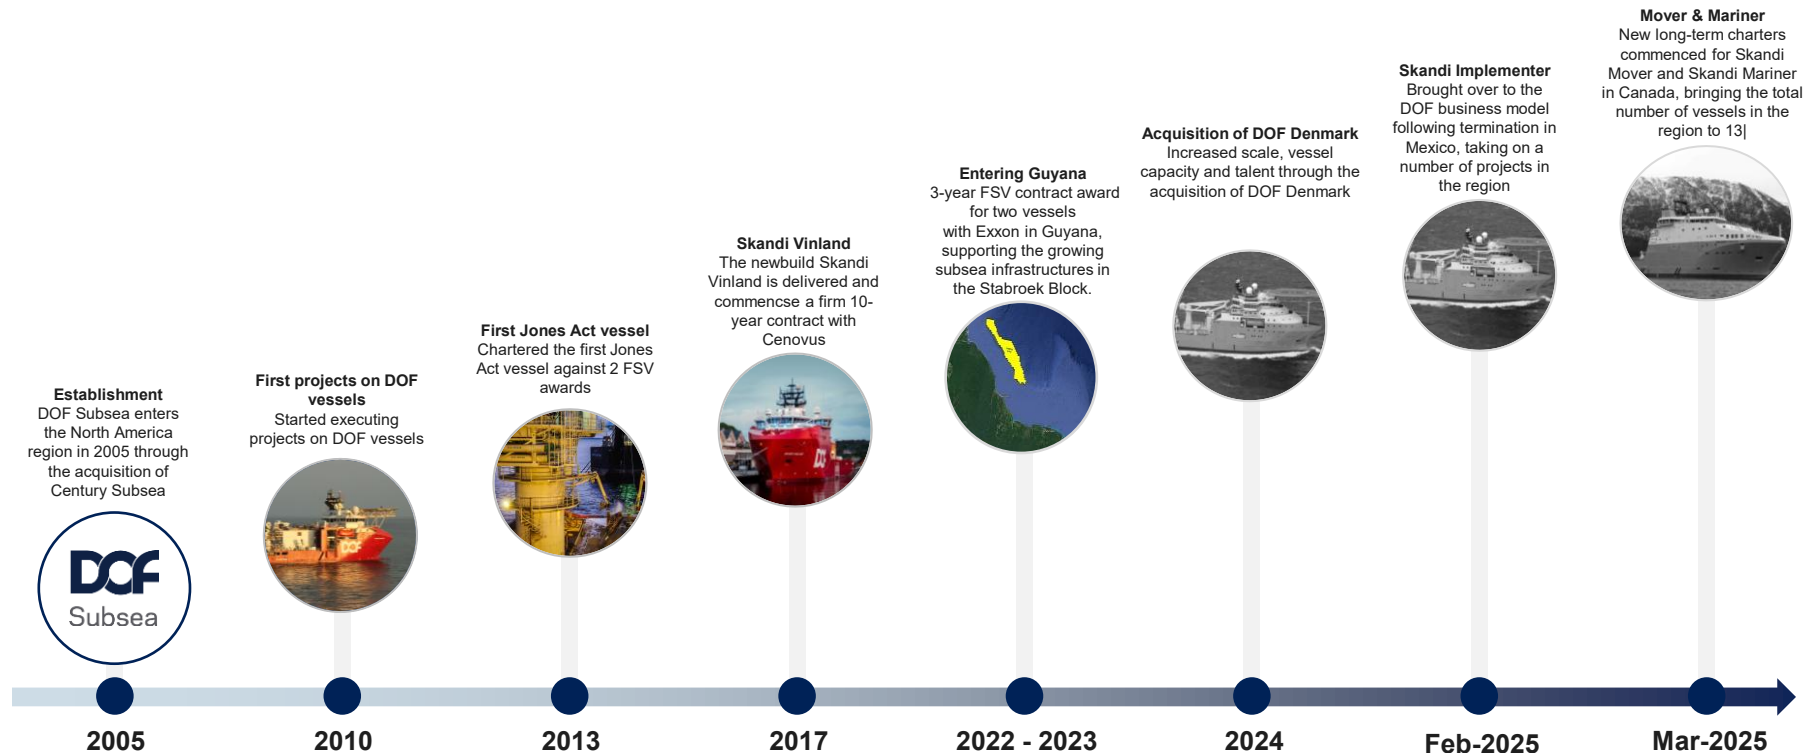 Establishment
DOF Subsea enters
the North America
region in 2005 through
the acquisition of
Century Subsea
DOF
Subsea
2005
First projects on DOF
vessels
Started executing
projects on DOF vessels
2010
First Jones Act vessel
Chartered the first Jones
Act vessel against 2 FSV
awards
2013
Skandi Vinland
The newbuild Skandi
Vinland is delivered and
commencse a firm 10-
year contract with
Cenovus
DOF
2017
Entering Guyana
3-year FSV contract award
for two vessels
with Exxon in Guyana,
supporting the growing
subsea infrastructures in
the Stabroek Block.
2022 - 2023
Acquisition of DOF Denmark
Increased scale, vessel
capacity and talent through the
acquisition of DOF Denmark
2024
Skandi Implementer
Brought over to the
DOF business model
following termination in
Mexico, taking on a
number of projects in
the region
Feb-2025
Mover & Mariner
New long-term charters
commenced for Skandi
Mover and Skandi Mariner
in Canada, bringing the total
number of vessels in the
region to 13|
Mar-2025